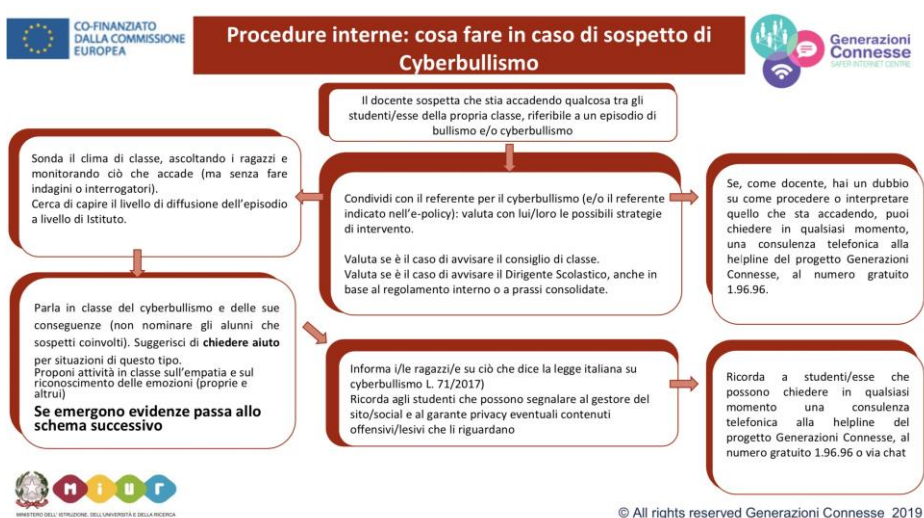 CO-FINANZIATO
DALLA COMMISSIONE
EUROPEA
Procedure interne: cosa fare in caso di sospetto di
Cyberbullismo
Generazioni
Connesse
SAFER INTERNET CENTRE
Il docente sospetta che stia accadendo qualcosa tra gli
studenti/esse della propria classe, riferibile a un episodio di
bullismo e/o cyberbullismo
Sonda il clima di classe, ascoltando i ragazzi e
monitorando ciò che accade (ma senza fare
indagini o interrogatori).
Cerca di capire il livello di diffusione dell'episodio
a livello di Istituto.
Condividi con il referente per il cyberbullismo (e/o il referente
indicato nell'e-policy): valuta con lui/loro le possibili strategie
di intervento.
Valuta se è il caso di avvisare il consiglio di classe.
Valuta se è il caso di avvisare il Dirigente Scolastico, anche in
base al regolamento interno o a prassi consolidate.
Se, come docente, hai un dubbio
su come procedere o interpretare
quello che sta accadendo, puoi
chiedere in qualsiasi momento,
una consulenza telefonica alla
helpline del progetto Generazioni
Connesse, al numero gratuito
1.96.96.
Parla in classe del cyberbullismo e delle sue
conseguenze (non nominare gli alunni che
sospetti coinvolti). Suggerisci di chiedere aiuto
per situazioni di questo tipo.
Proponi attività in classe sull'empatia e sul
riconoscimento delle emozioni (proprie e
altrui)
Se emergono evidenze passa allo
schema successivo
Informa i/le ragazzi/e su ciò che dice la legge italiana su
cyberbullismo L. 71/2017)
Ricorda agli studenti che possono segnalare al gestore del
sito/social e al garante privacy eventuali contenuti
offensivi/lesivi che li riguardano
Ricorda a studenti/esse che
possono chiedere in qualsiasi
momento una consulenza
telefonica alla helpline del
progetto Generazioni Connesse, al
numero gratuito 1.96.96 o via chat
miur
MINISTERO DELL'ISTRUZIONE, DELL'UNIVERSITÀ E DELLA RICERCA
© All rights reserved Generazioni Connesse 2019